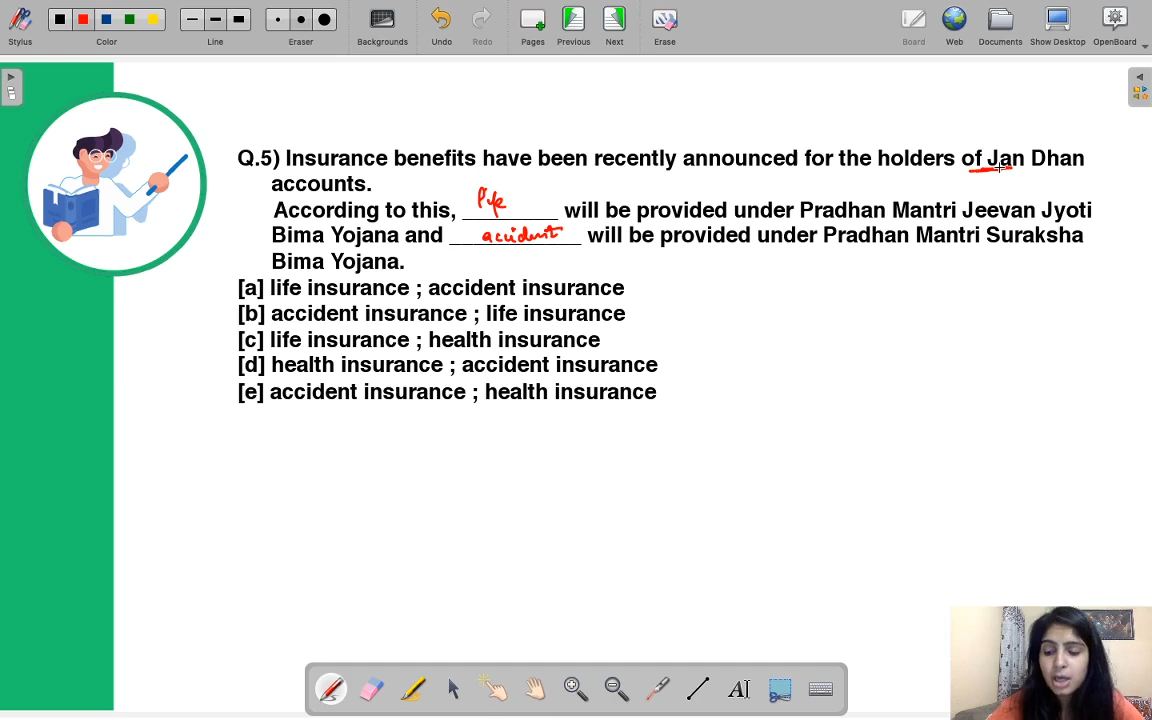 Stylus Color Line Eraser Backgrounds Undo Redo Pages Previous Next Erase Board Web Documents Show Desktop OpenBoard
Q.5) Insurance benefits have been recently announced for the holders of Jan Dhan
accounts.
life
According to this, ________ will be provided under Pradhan Mantri Jeevan Jyoti
accident
Bima Yojana and ___________ will be provided under Pradhan Mantri Suraksha
Bima Yojana.
[a] life insurance ; accident insurance
[b] accident insurance ; life insurance
[c] life insurance ; health insurance
[d] health insurance ; accident insurance
[e] accident insurance ; health insurance